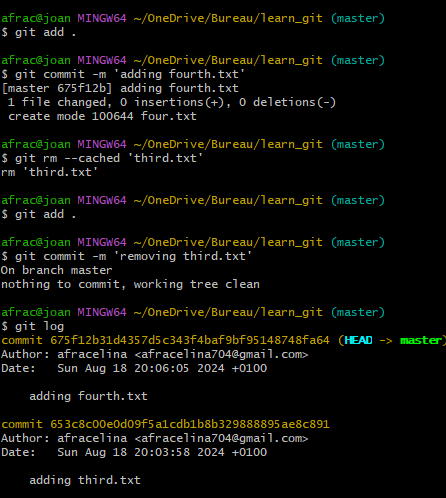 afrac@joan MINGW64 ~/OneDrive/Bureau/learn_git (master)
$ git add .
afrac@joan MINGW64 ~/OneDrive/Bureau/learn_git (master)
$ git commit -m 'adding fourth.txt'
[master 675f12b] adding fourth.txt
 1 file changed, 0 insertions(+), 0 deletions(-)
 create mode 100644 four.txt
afrac@joan MINGW64 ~/OneDrive/Bureau/learn_git (master)
$ git rm --cached 'third.txt'
rm 'third.txt'
afrac@joan MINGW64 ~/OneDrive/Bureau/learn_git (master)
$ git add .
afrac@joan MINGW64 ~/OneDrive/Bureau/learn_git (master)
$ git commit -m 'removing third.txt'
On branch master
nothing to commit, working tree clean
afrac@joan MINGW64 ~/OneDrive/Bureau/learn_git (master)
$ git log
commit 675f12b31d4357d5c343f4baf9bf95148748fa64 (HEAD -> master)
Author: afracelina <afracelina704@gmail.com>
Date:   Sun Aug 18 20:06:05 2024 +0100
    adding fourth.txt
commit 653c8c00e0d09f5a1cdb1b8b329888895ae8c891
Author: afracelina <afracelina704@gmail.com>
Date:   Sun Aug 18 20:03:58 2024 +0100
    adding third.txt